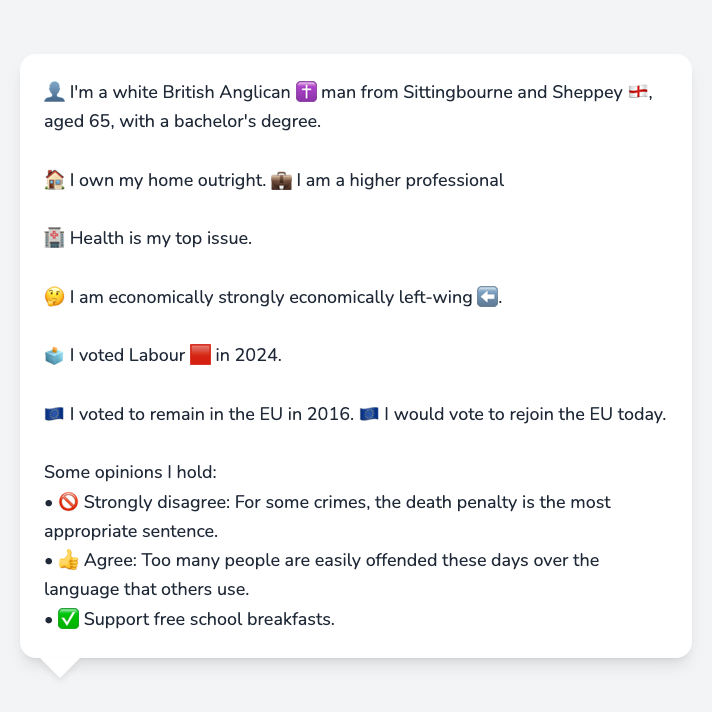 👤 I'm a white British Anglican ✝️ man from Sittingbourne and Sheppey 🏴󠁧󠁢󠁥󠁮󠁧󠁿,
aged 65, with a bachelor's degree.
🏠 I own my home outright. 💼 I am a higher professional
🏥 Health is my top issue.
🤔 I am economically strongly economically left-wing ⬅️.
🗳️ I voted Labour 🟥 in 2024.
🇪🇺 I voted to remain in the EU in 2016. 🇪🇺 I would vote to rejoin the EU today.
Some opinions I hold:
• 🚫 Strongly disagree: For some crimes, the death penalty is the most
appropriate sentence.
• 👍 Agree: Too many people are easily offended these days over the
language that others use.
• ✅ Support free school breakfasts.